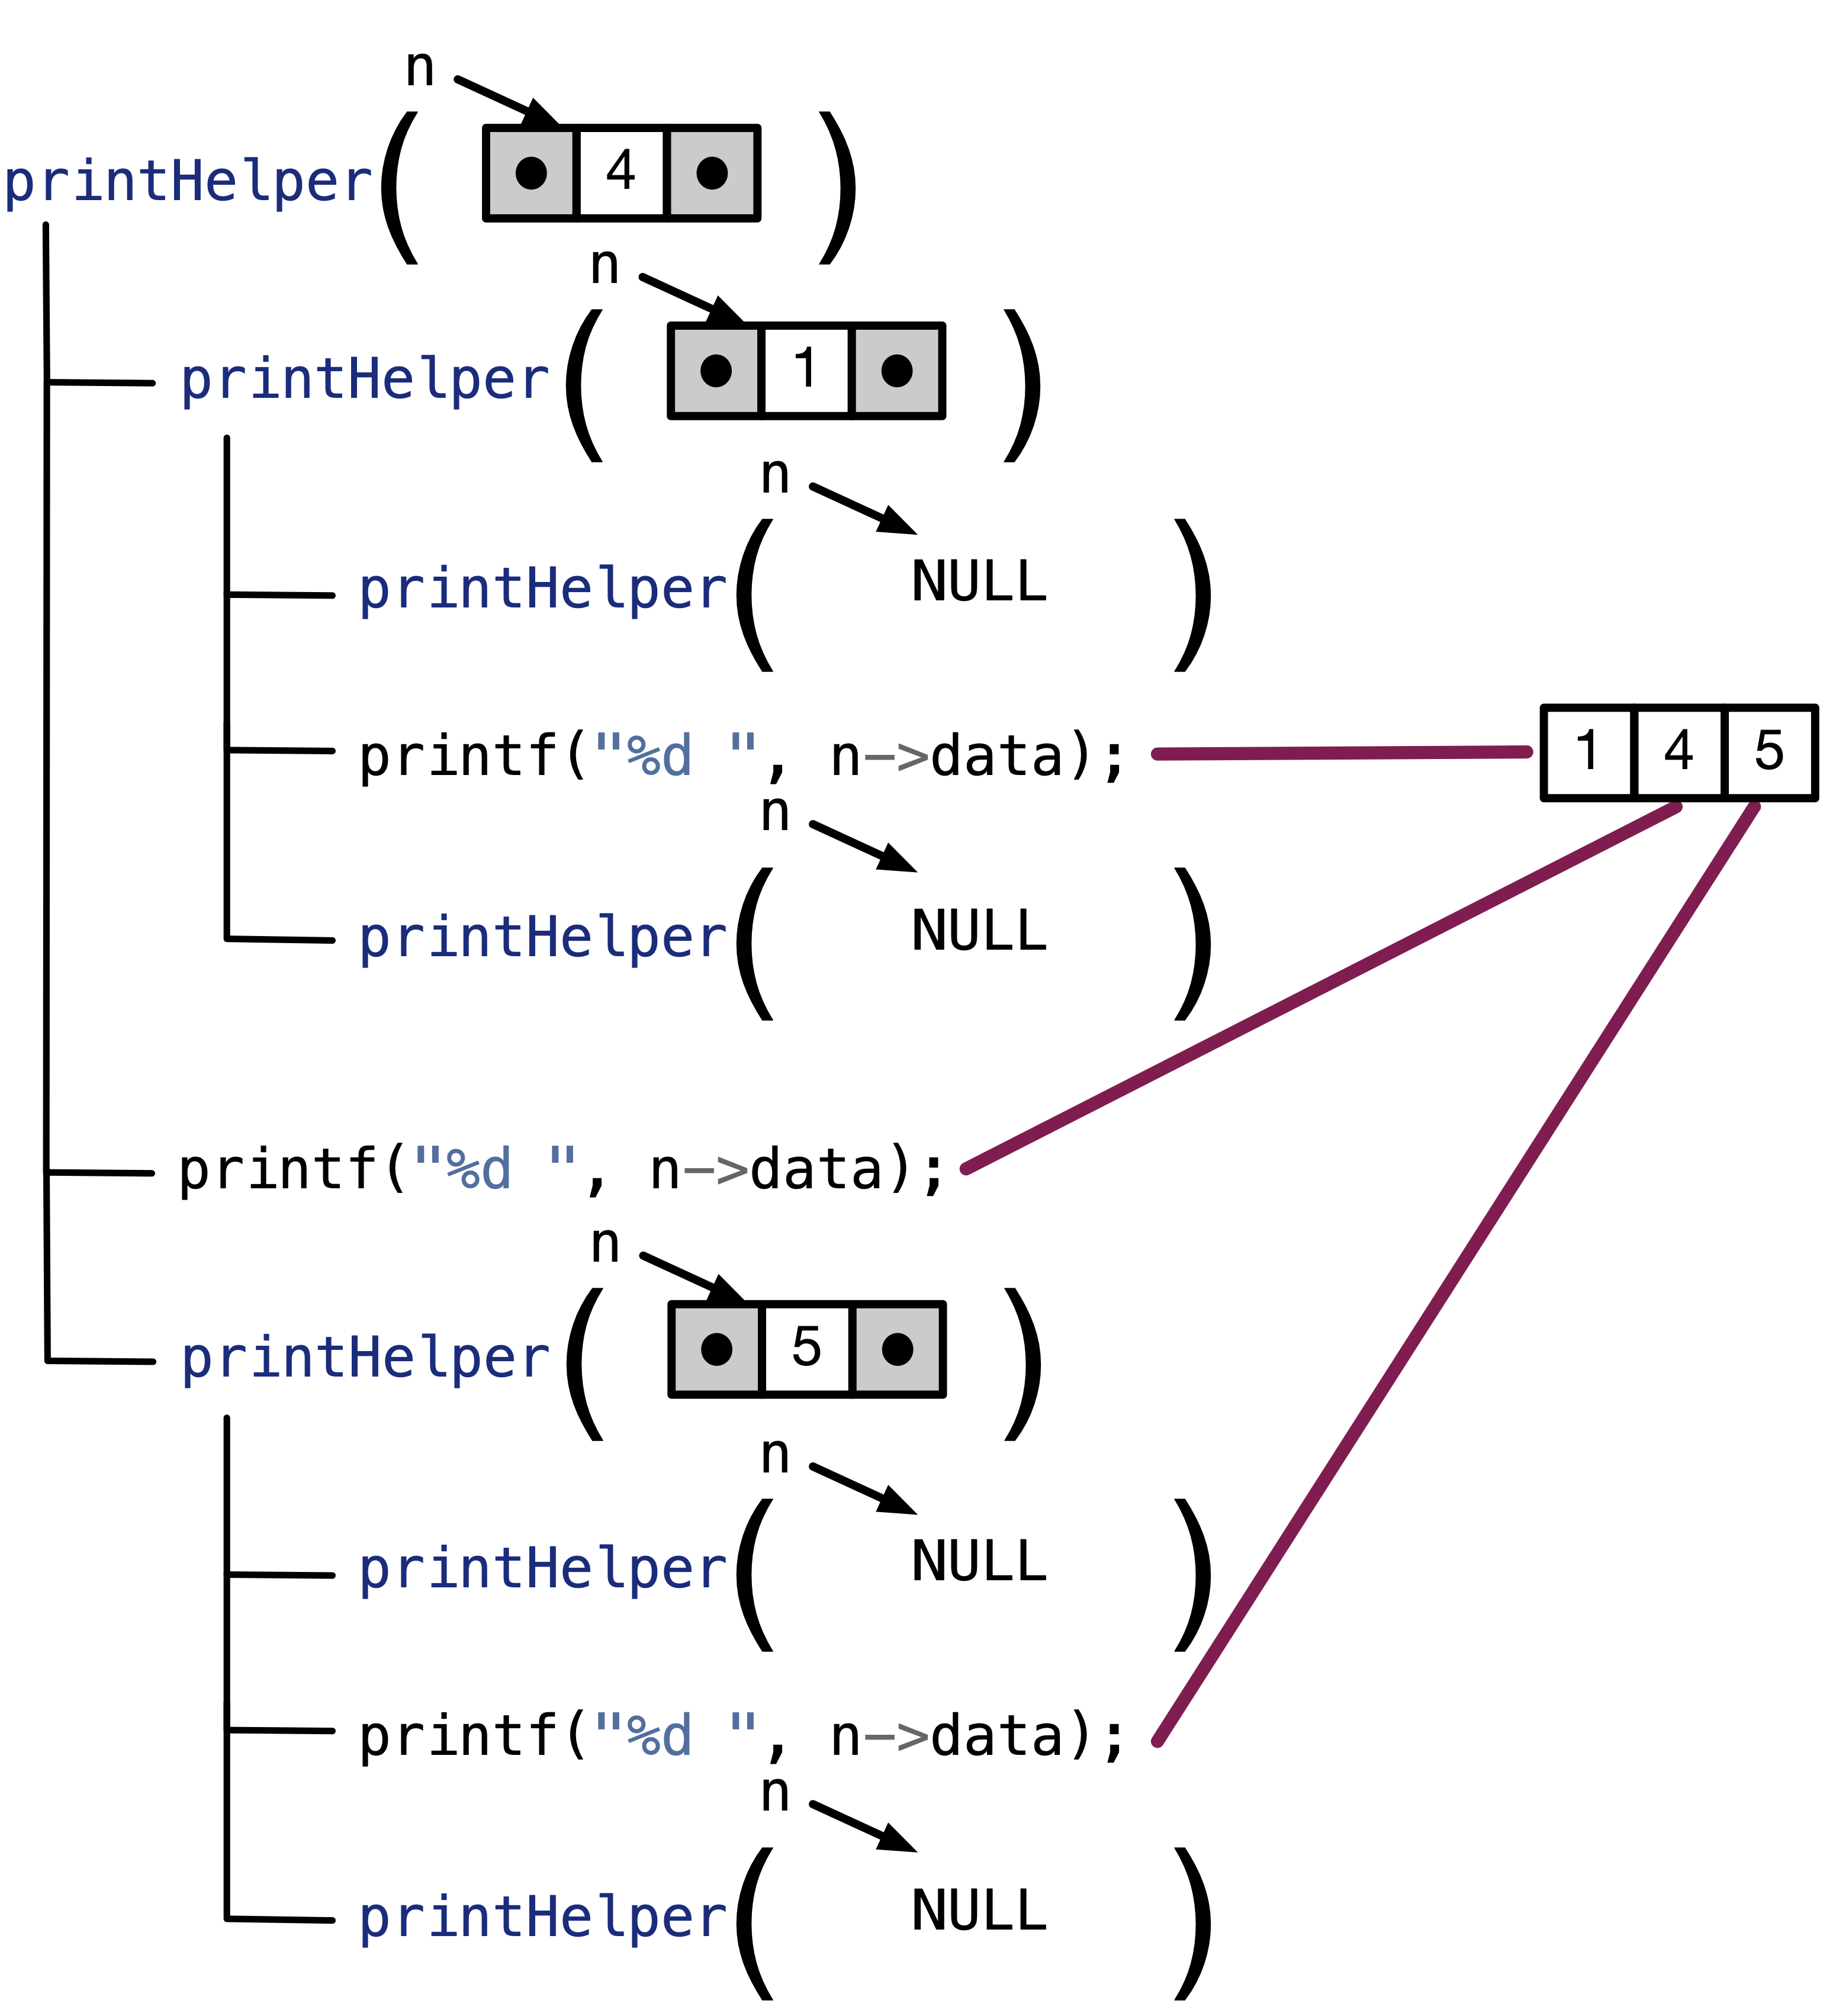 n
printHelper( 4 )
n
printHelper( 1 )
n
printHelper( NULL )
printf("%d ", n->data); 1 4 5
n
printHelper( NULL )
printf("%d ", n->data);
n
printHelper( 5 )
n
printHelper( NULL )
printf("%d ", n->data);
n
printHelper( NULL )